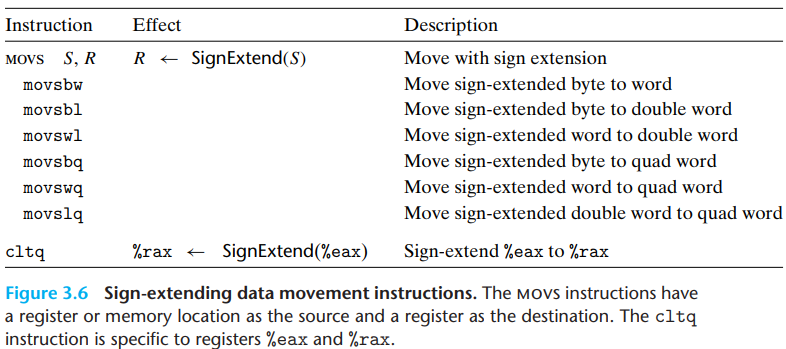 Instruction Effect Description
MOVS S, R R ← SignExtend(S) Move with sign extension
movsbw Move sign-extended byte to word
movsbl Move sign-extended byte to double word
movswl Move sign-extended word to double word
movsbq Move sign-extended byte to quad word
movswq Move sign-extended word to quad word
movslq Move sign-extended double word to quad word
cltq %rax ← SignExtend(%eax) Sign-extend %eax to %rax
Figure 3.6 Sign-extending data movement instructions. The MOVS instructions have
a register or memory location as the source and a register as the destination. The cltq
instruction is specific to registers %eax and %rax.